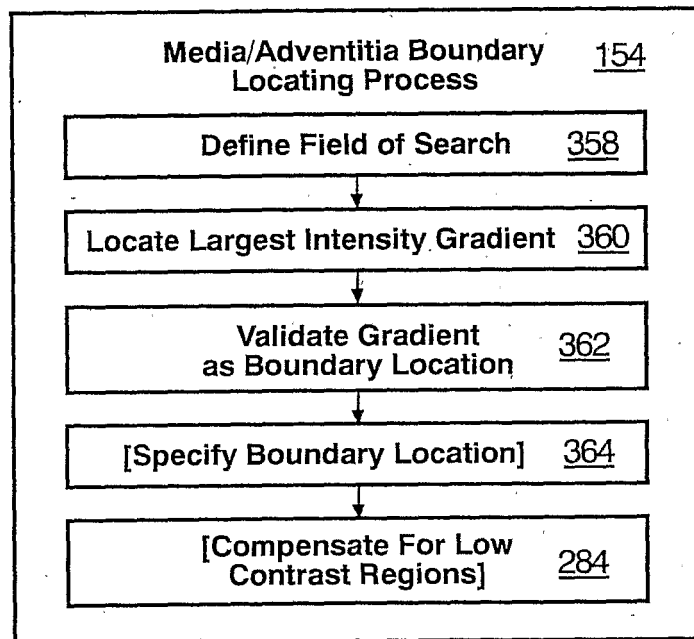 Media/Adventitia Boundary 154
Locating Process
Define Field of Search 358
Locate Largest Intensity Gradient 360
Validate Gradient 362
as Boundary Location
[Specify Boundary Location] 364
[Compensate For Low 284
Contrast Regions]